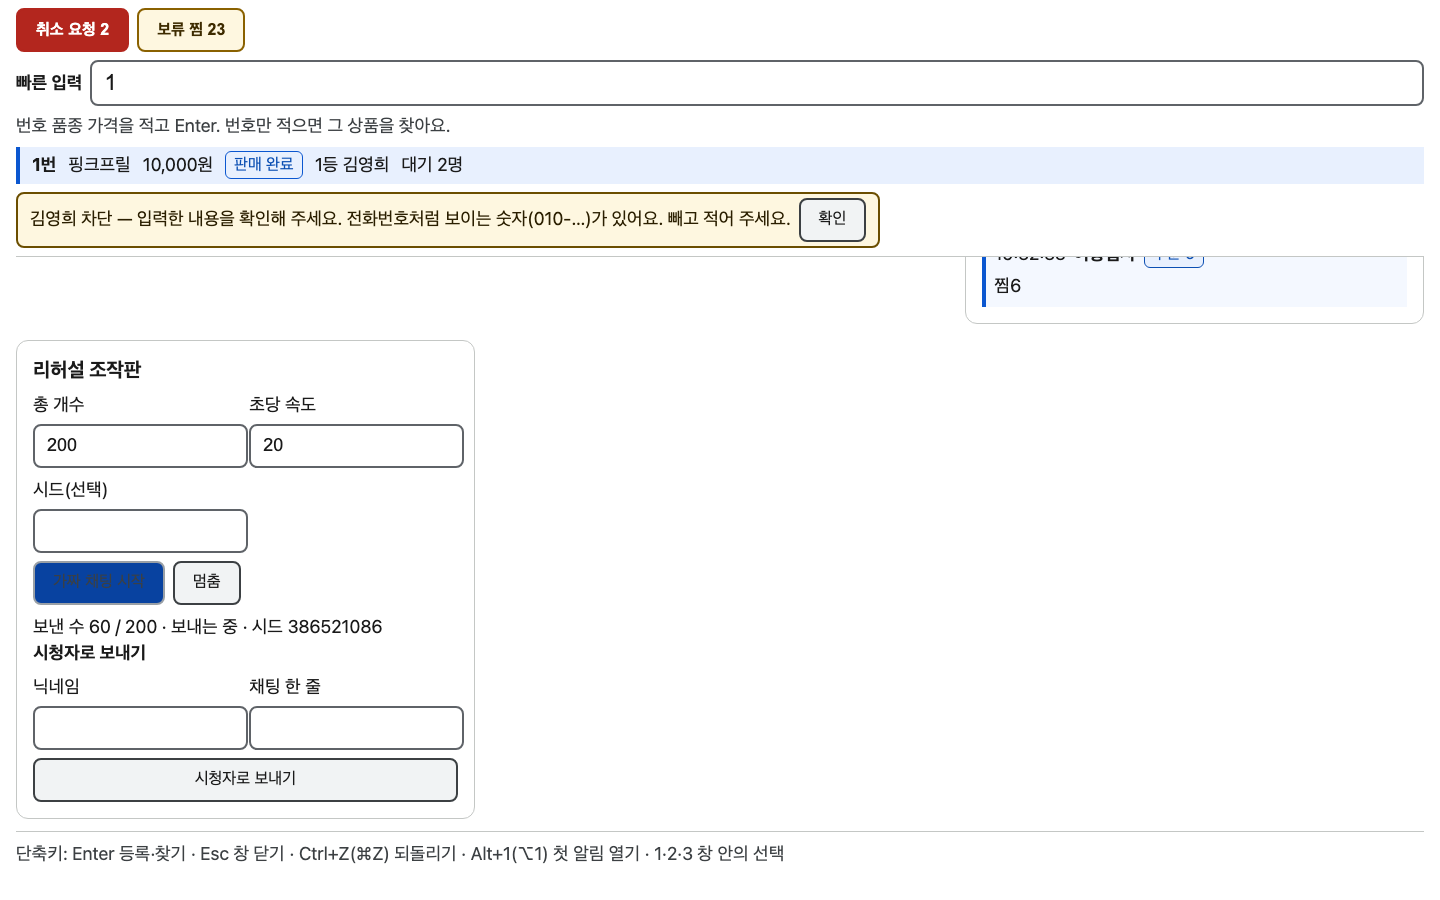 취소 요청 2
보류 찜 23
빠른 입력
1
번호 품종 가격을 적고 Enter. 번호만 적으면 그 상품을 찾아요.
1번 핑크프릴 10,000원 판매 완료 1등 김영희 대기 2명
김영희 차단 — 입력한 내용을 확인해 주세요. 전화번호처럼 보이는 숫자(010-...)가 있어요. 빼고 적어 주세요.
확인
찜6
리허설 조작판
총 개수
초당 속도
200
20
시드(선택)
멈춤
보낸 수 60 / 200 · 보내는 중 · 시드 386521086
시청자로 보내기
닉네임
채팅 한 줄
시청자로 보내기
단축키: Enter 등록·찾기 · Esc 창 닫기 · Ctrl+Z(⌘Z) 되돌리기 · Alt+1(⌥1) 첫 알림 열기 · 1·2·3 창 안의 선택